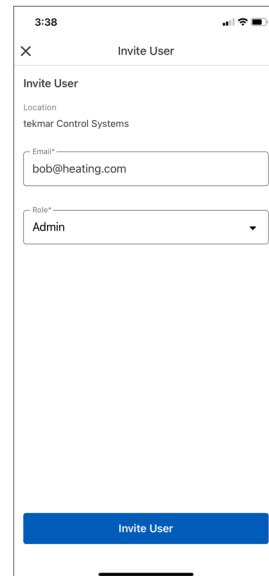 3:38
Invite User
Invite User
Location
tekmar Control Systems
Email*
bob@heating.com
Role*
Admin
Invite User